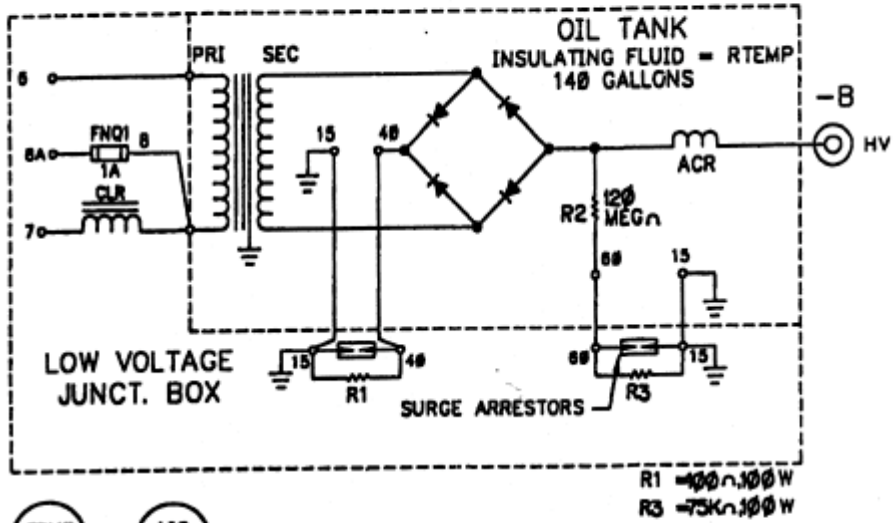 OIL TANK
INSULATING FLUID = RTEMP
140 GALLONS
PRI SEC
6
-B
HV
FNQ1
6A 8
1A
15 40
ACR
CLR
7
R2 120 MEGΩ
60 15
15 40
R1
60 15
R3
LOW VOLTAGE
JUNCT. BOX
SURGE ARRESTORS
R1 =100Ω,100W
R3 =75KΩ,100W